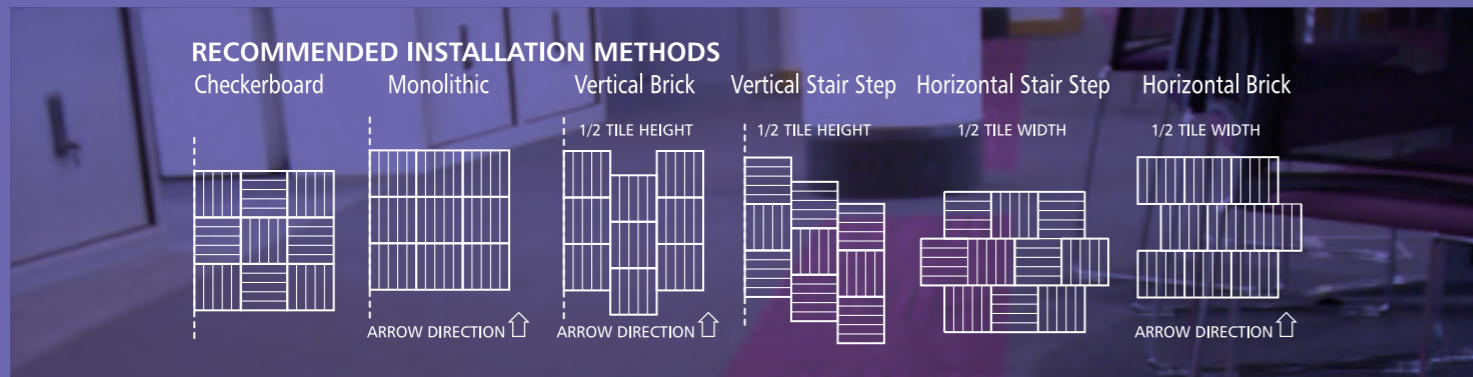 RECOMMENDED INSTALLATION METHODS
Checkerboard
Monolithic
ARROW DIRECTION
Vertical Brick
1/2 TILE HEIGHT
ARROW DIRECTION
Vertical Stair Step
1/2 TILE HEIGHT
Horizontal Stair Step
1/2 TILE WIDTH
Horizontal Brick
1/2 TILE WIDTH
ARROW DIRECTION